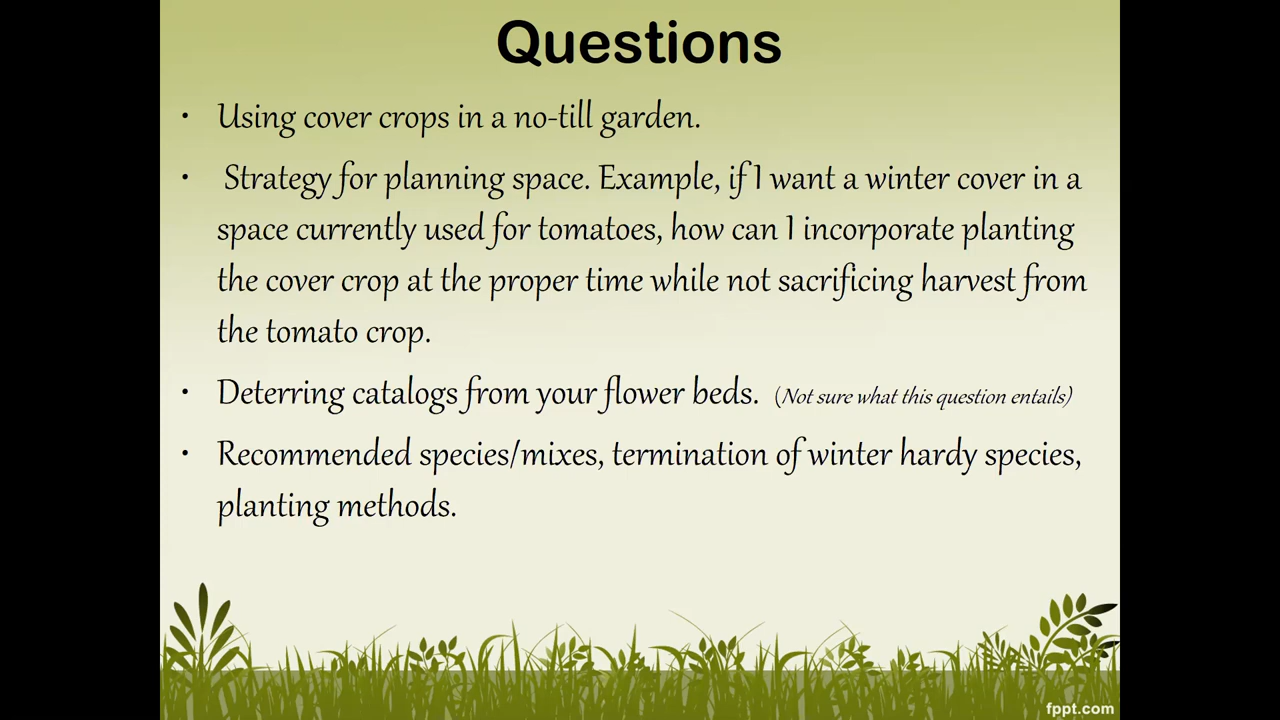 Questions
• Using cover crops in a no-till garden.
• Strategy for planning space. Example, if I want a winter cover in a
space currently used for tomatoes, how can I incorporate planting
the cover crop at the proper time while not sacrificing harvest from
the tomato crop.
• Deterring catalogs from your flower beds. (Not sure what this question entails)
• Recommended species/mixes, termination of winter hardy species,
planting methods.
fppt.com